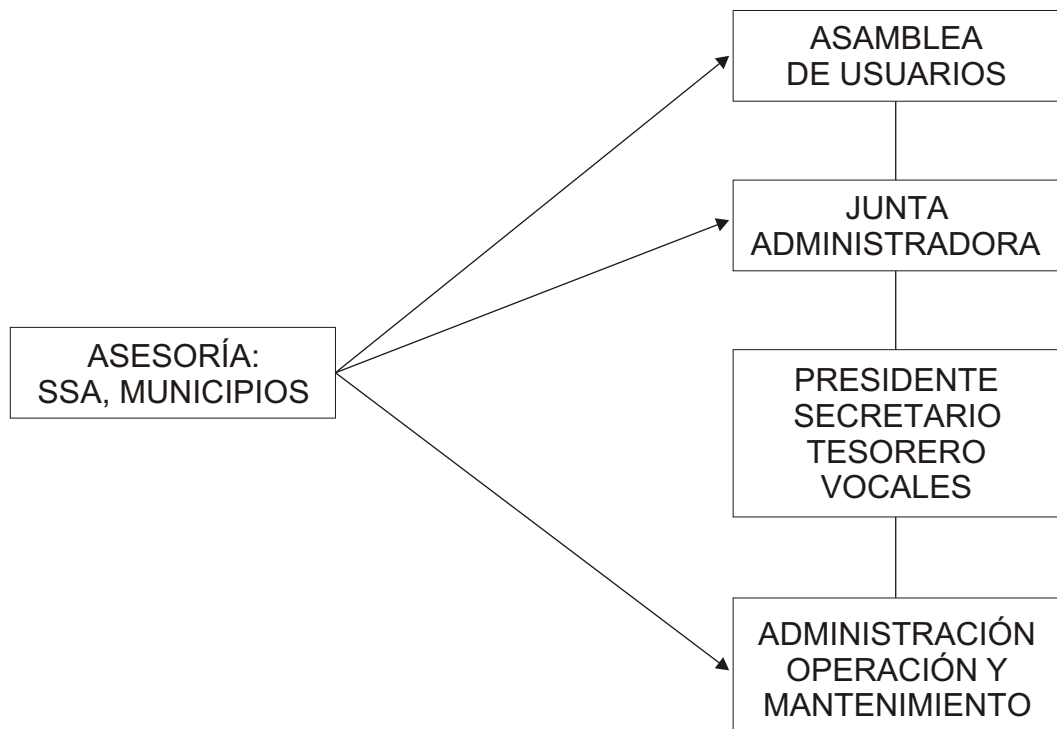 ASAMBLEA
DE USUARIOS
JUNTA
ADMINISTRADORA
ASESORÍA:
SSA, MUNICIPIOS
PRESIDENTE
SECRETARIO
TESORERO
VOCALES
ADMINISTRACIÓN
OPERACIÓN Y
MANTENIMIENTO